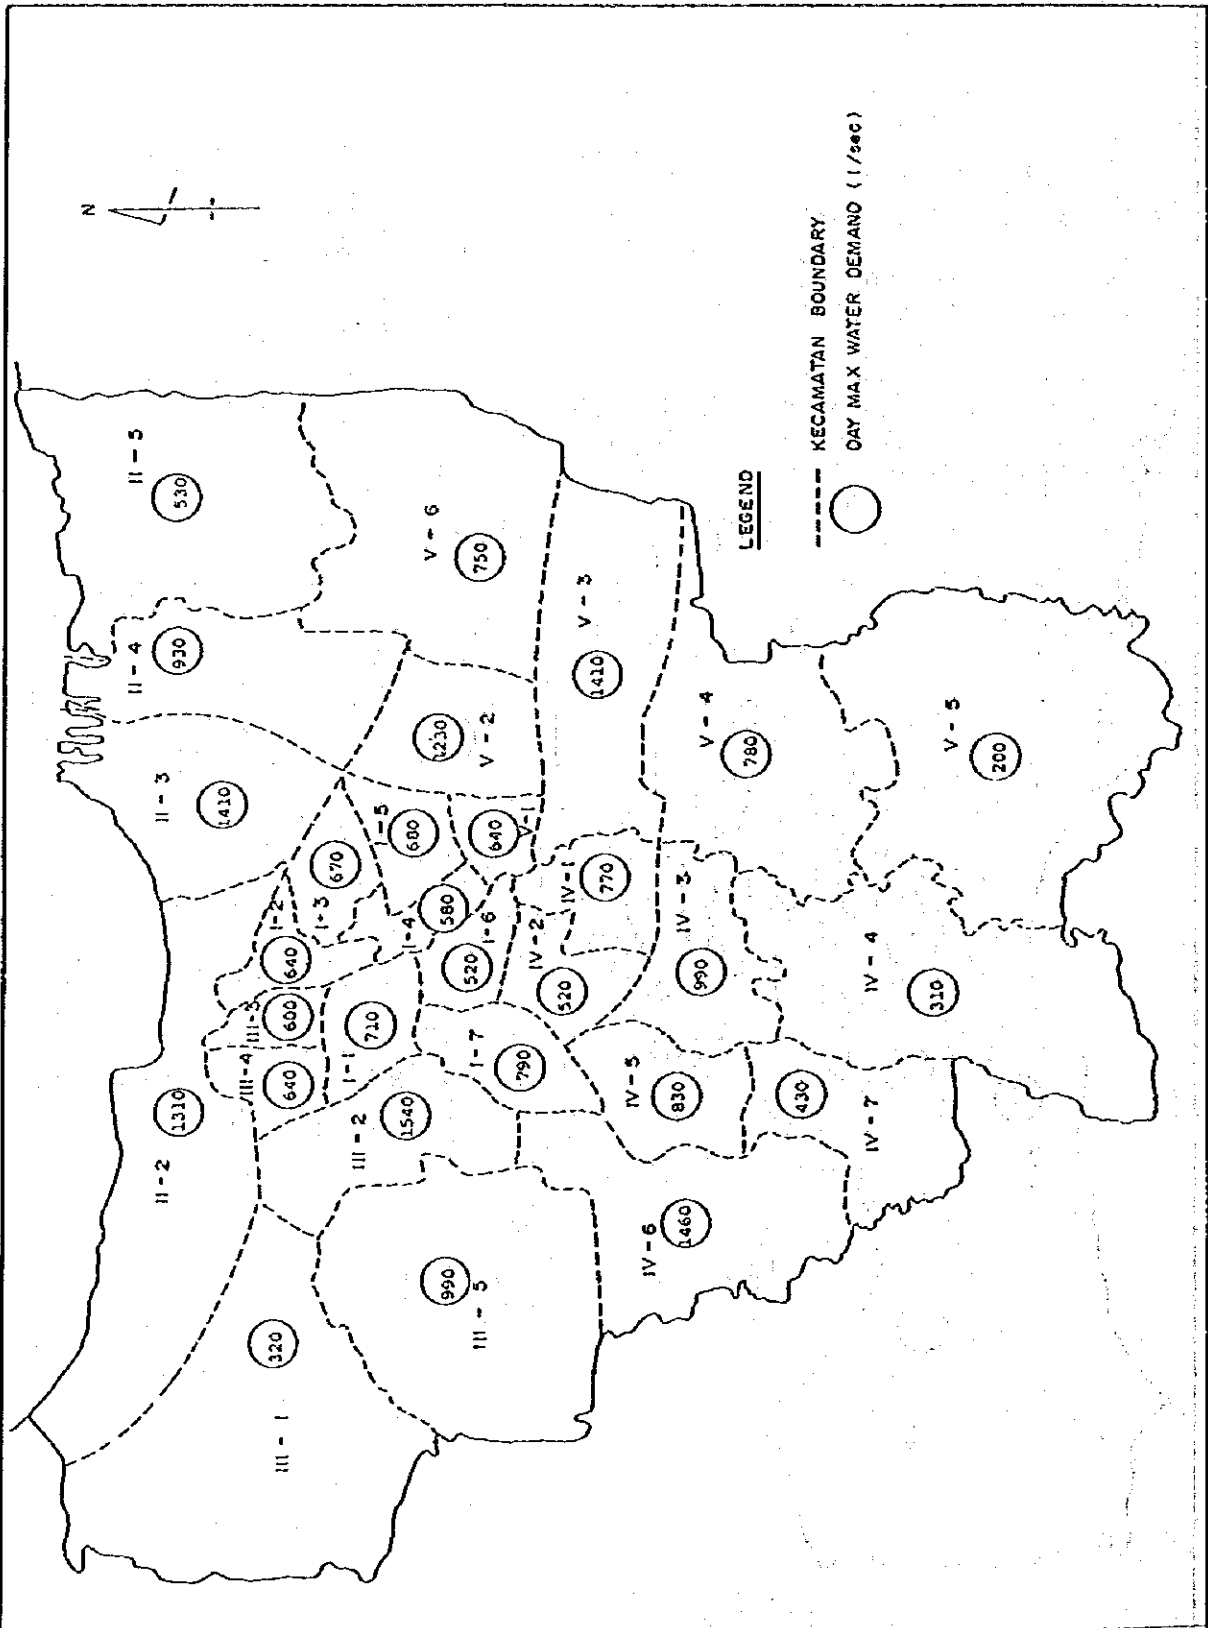 N
II - 5
530
II - 4
930
II - 3
1410
II - 2
1310
III - 1
320
III - 5
990
III - 2
1540
III - 4
640
III - 3
600
I - 2
640
I - 3
670
I - 1
710
I - 4
580
I - 5
680
I - 6
520
I - 7
790
V - 1
640
V - 2
1230
V - 6
750
V - 3
1410
V - 4
780
V - 5
200
IV - 1
770
IV - 2
520
IV - 3
990
IV - 4
310
IV - 5
830
IV - 6
1460
IV - 7
430
LEGEND
KECAMATAN BOUNDARY
DAY MAX WATER DEMAND (l/sec)